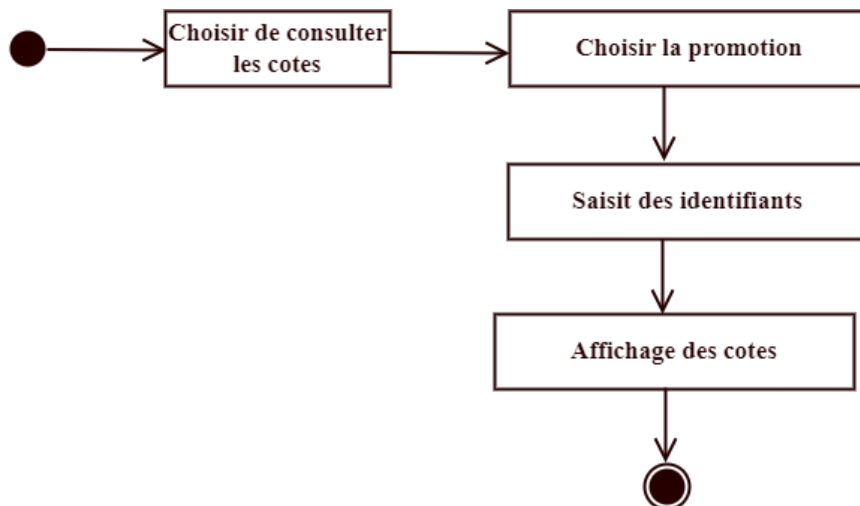 Choisir de consulter
les cotes
Choisir la promotion
Saisit des identifiants
Affichage des cotes